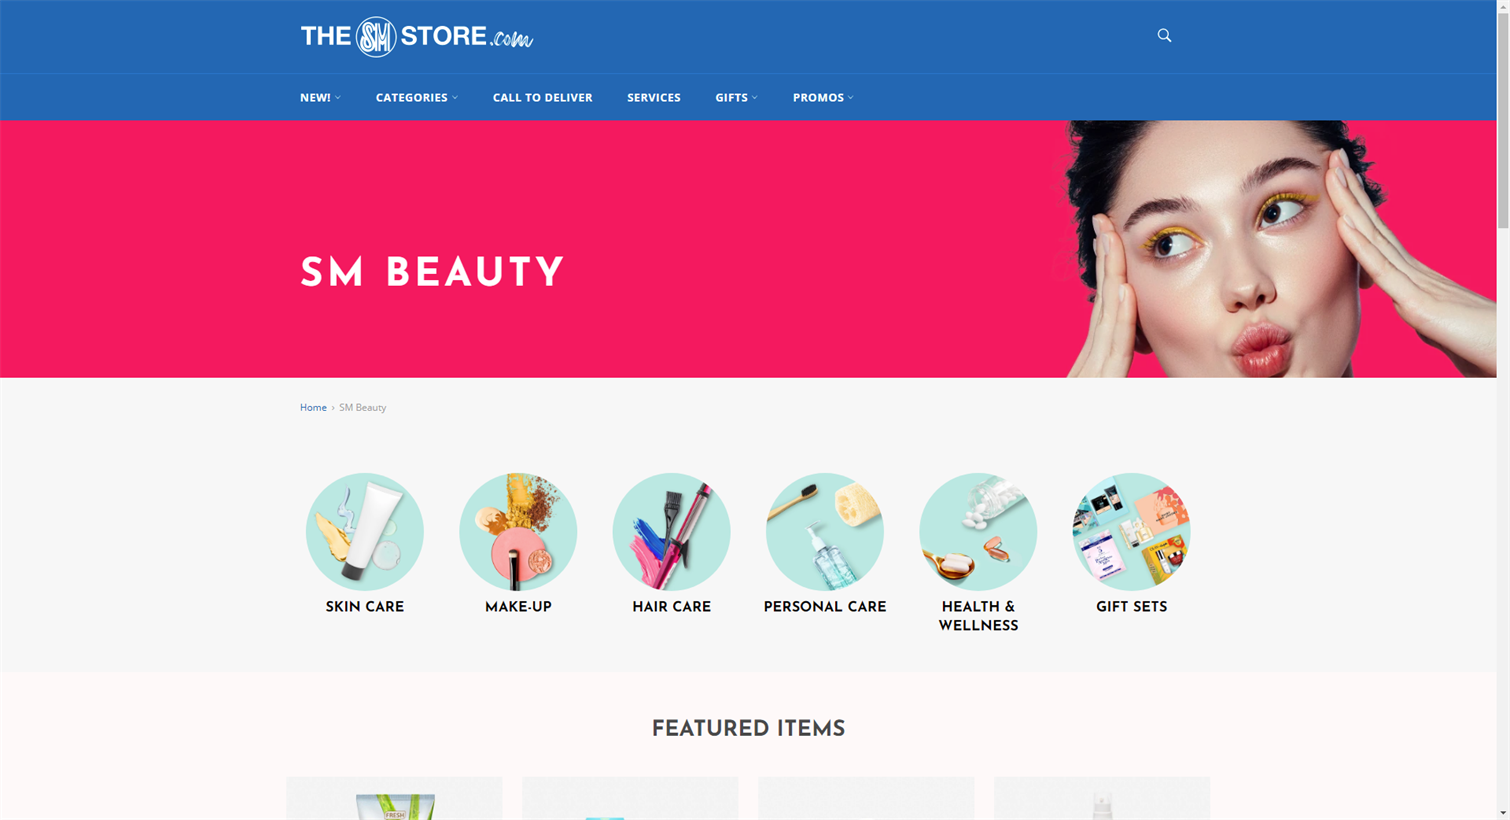 THE SM STORE.com
NEW!
CATEGORIES
CALL TO DELIVER
SERVICES
GIFTS
PROMOS
SM BEAUTY
Home › SM Beauty
SKIN CARE
MAKE-UP
HAIR CARE
PERSONAL CARE
HEALTH &
WELLNESS
GIFT SETS
FEATURED ITEMS
FRESH